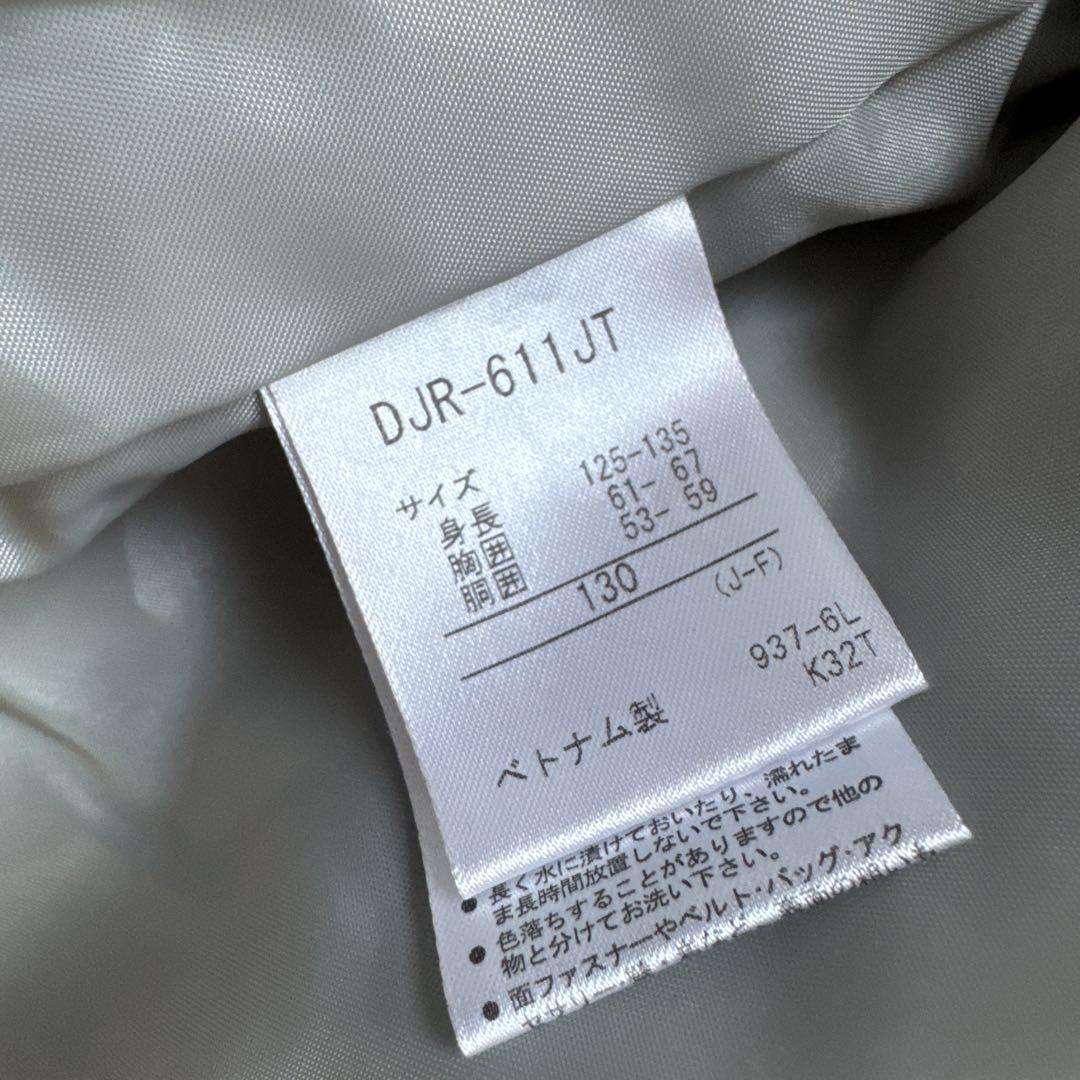 DJR-611JT
サイズ
身長 125-135
胸囲 61- 67
胴囲 53- 59
130
(J-F)
937-6L
K32T
ベトナム製
● 長く水に漬けておいたり、濡れたま
ま長時間放置しないで下さい。
● 色落ちすることがありますので他の
物と分けてお洗い下さい。
● 面ファスナーやベルト・バッグ・アク